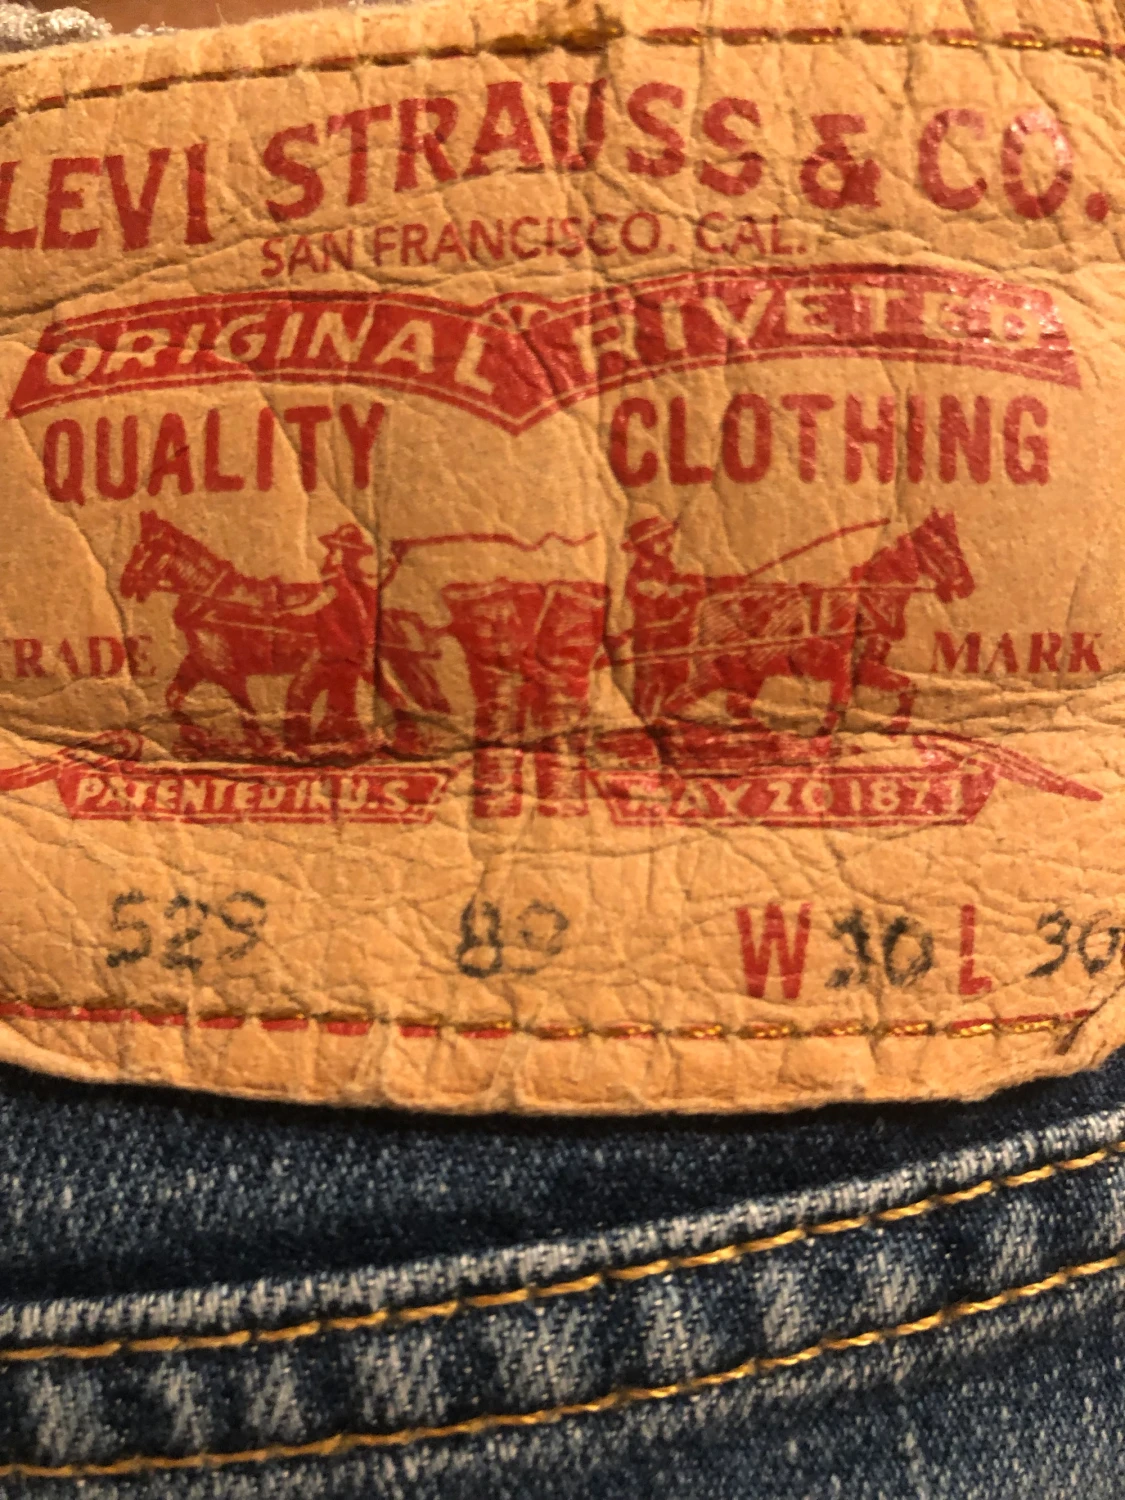 LEVI STRAUSS & CO.
SAN FRANCISCO. CAL.
ORIGINAL RIVETED
QUALITY CLOTHING
TRADE MARK
PATENTED IN U.S. MAY 20 1873
529 W 30 L 30